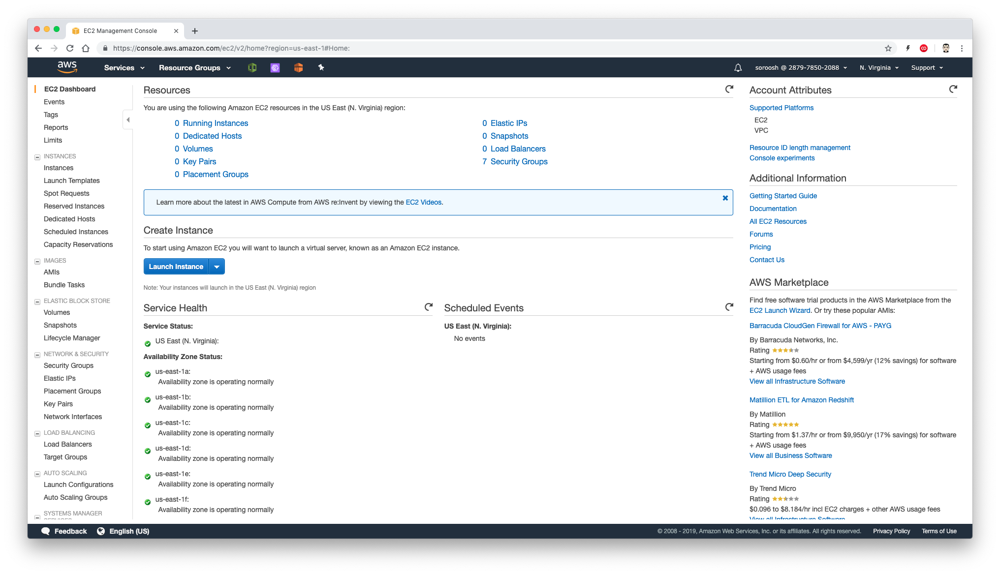 EC2 Management Console
https://console.aws.amazon.com/ec2/v2/home?region=us-east-1#Home:
aws
Services
Resource Groups
soroosh @ 2879-7850-2088
N. Virginia
Support
EC2 Dashboard
Events
Tags
Reports
Limits
INSTANCES
Instances
Launch Templates
Spot Requests
Reserved Instances
Dedicated Hosts
Scheduled Instances
Capacity Reservations
IMAGES
AMIs
Bundle Tasks
ELASTIC BLOCK STORE
Volumes
Snapshots
Lifecycle Manager
NETWORK & SECURITY
Security Groups
Elastic IPs
Placement Groups
Key Pairs
Network Interfaces
LOAD BALANCING
Load Balancers
Target Groups
AUTO SCALING
Launch Configurations
Auto Scaling Groups
SYSTEMS MANAGER
SERVICES
Resources
You are using the following Amazon EC2 resources in the US East (N. Virginia) region:
0 Running Instances
0 Dedicated Hosts
0 Volumes
0 Key Pairs
0 Placement Groups
0 Elastic IPs
0 Snapshots
0 Load Balancers
7 Security Groups
Learn more about the latest in AWS Compute from AWS re:Invent by viewing the EC2 Videos.
Create Instance
To start using Amazon EC2 you will want to launch a virtual server, known as an Amazon EC2 instance.
Launch Instance
Note: Your instances will launch in the US East (N. Virginia) region
Service Health
Service Status:
US East (N. Virginia):
Availability Zone Status:
us-east-1a:
Availability zone is operating normally
us-east-1b:
Availability zone is operating normally
us-east-1c:
Availability zone is operating normally
us-east-1d:
Availability zone is operating normally
us-east-1e:
Availability zone is operating normally
us-east-1f:
Availability zone is operating normally
Scheduled Events
US East (N. Virginia):
No events
Account Attributes
Supported Platforms
EC2
VPC
Resource ID length management
Console experiments
Additional Information
Getting Started Guide
Documentation
All EC2 Resources
Forums
Pricing
Contact Us
AWS Marketplace
Find free software trial products in the AWS Marketplace from the
EC2 Launch Wizard. Or try these popular AMIs:
Barracuda CloudGen Firewall for AWS - PAYG
By Barracuda Networks, Inc.
Rating
Starting from $0.60/hr or from $4,599/yr (12% savings) for software
+ AWS usage fees
View all Infrastructure Software
Matillion ETL for Amazon Redshift
By Matillion
Rating
Starting from $1.37/hr or from $9,950/yr (17% savings) for software
+ AWS usage fees
View all Business Software
Trend Micro Deep Security
By Trend Micro
Rating
$0.096 to $8.184/hr incl EC2 charges + other AWS usage fees
View all Infrastructure Software
Feedback
English (US)
© 2008 - 2019, Amazon Web Services, Inc. or its affiliates. All rights reserved.
Privacy Policy
Terms of Use